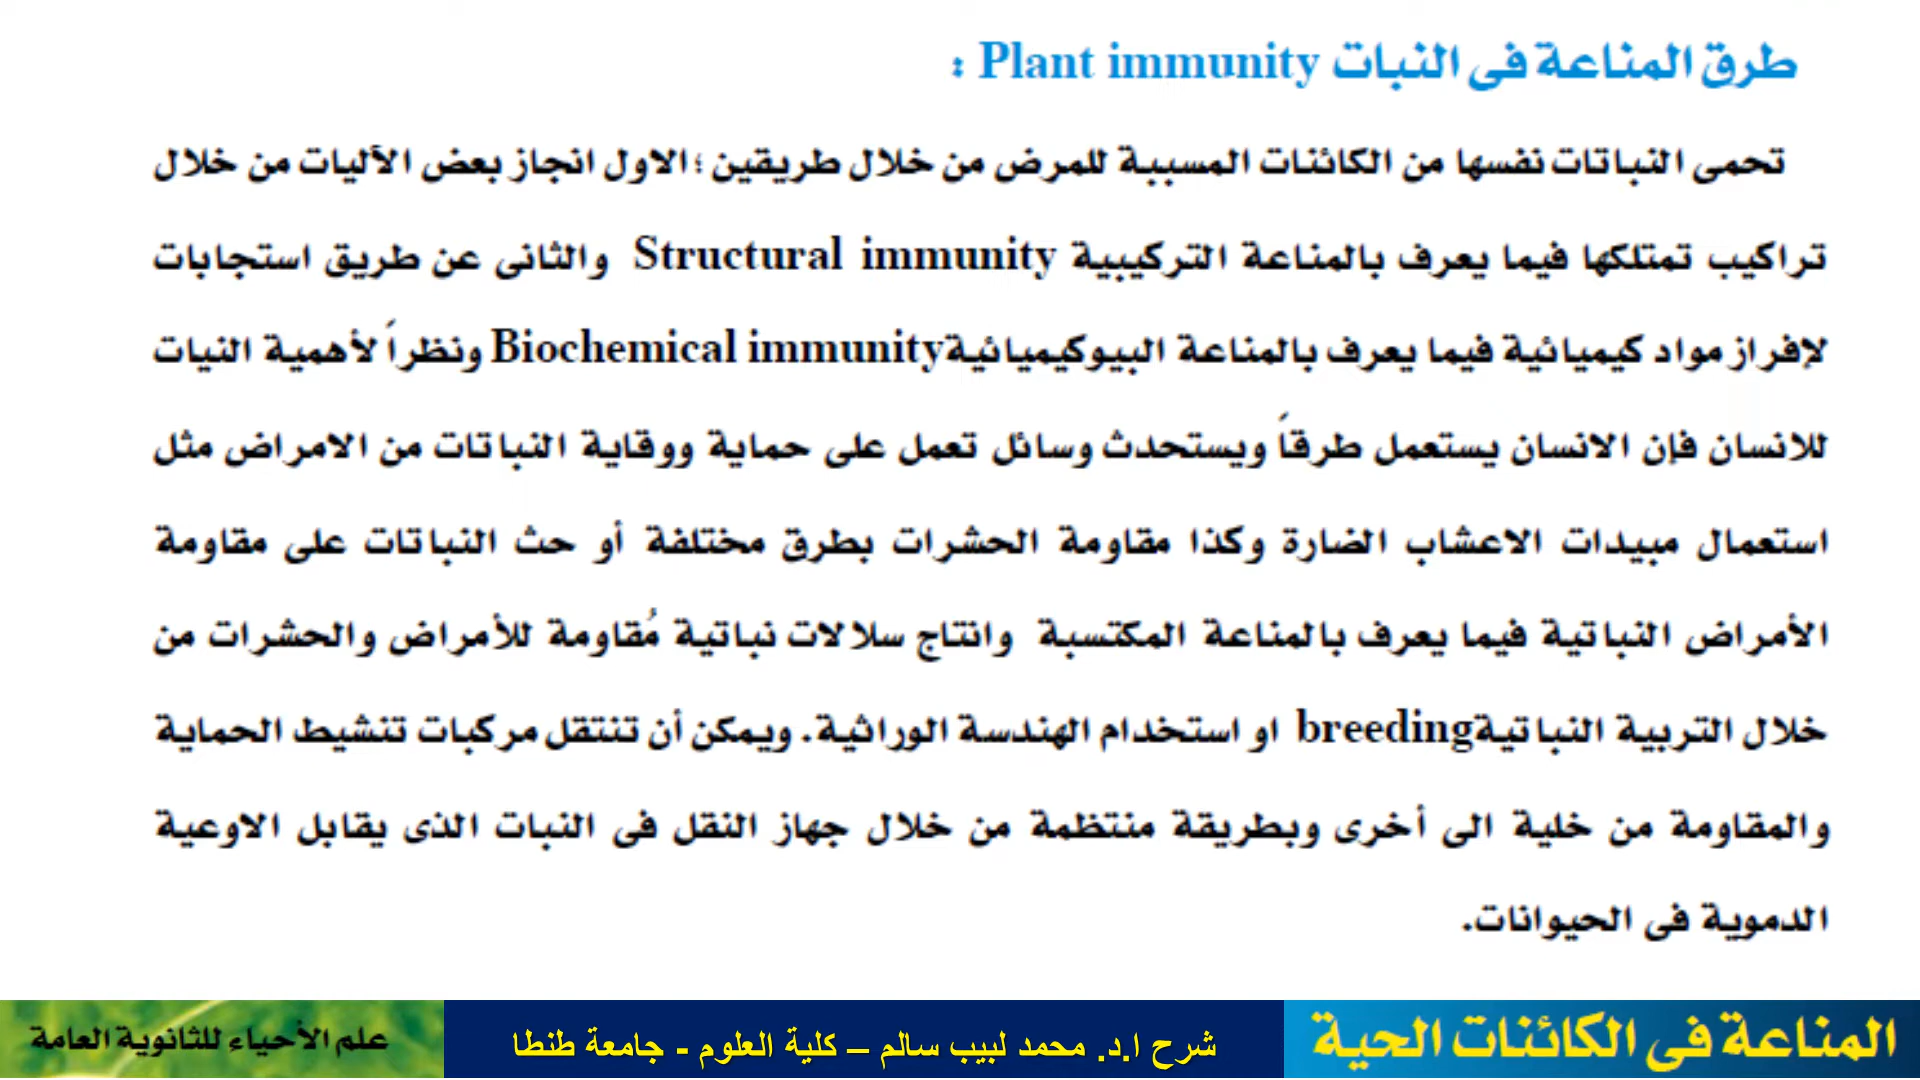 طرق المناعة فى النبات Plant immunity :
تحمى النباتات نفسها من الكائنات المسببة للمرض من خلال طريقين ؛ الاول انجاز بعض الآليات من خلال
تراكيب تمتلكها فيما يعرف بالمناعة التركيبية Structural immunity والثانى عن طريق استجابات
لإفراز مواد كيميائية فيما يعرف بالمناعة البيوكيميائية Biochemical immunity ونظراً لأهمية النيات
للانسان فإن الانسان يستعمل طرقاً ويستحدث وسائل تعمل على حماية ووقاية النباتات من الامراض مثل
استعمال مبيدات الاعشاب الضارة وكذا مقاومة الحشرات بطرق مختلفة أو حث النباتات على مقاومة
الأمراض النباتية فيما يعرف بالمناعة المكتسبة وانتاج سلالات نباتية مُقاومة للأمراض والحشرات من
خلال التربية النباتية breeding او استخدام الهندسة الوراثية. ويمكن أن تنتقل مركبات تنشيط الحماية
والمقاومة من خلية الى أخرى وبطريقة منتظمة من خلال جهاز النقل فى النبات الذى يقابل الاوعية
الدموية فى الحيوانات.
المناعة فى الكائنات الحية
شرح ا.د. محمد لبيب سالم – كلية العلوم - جامعة طنطا
علم الأحياء للثانوية العامة